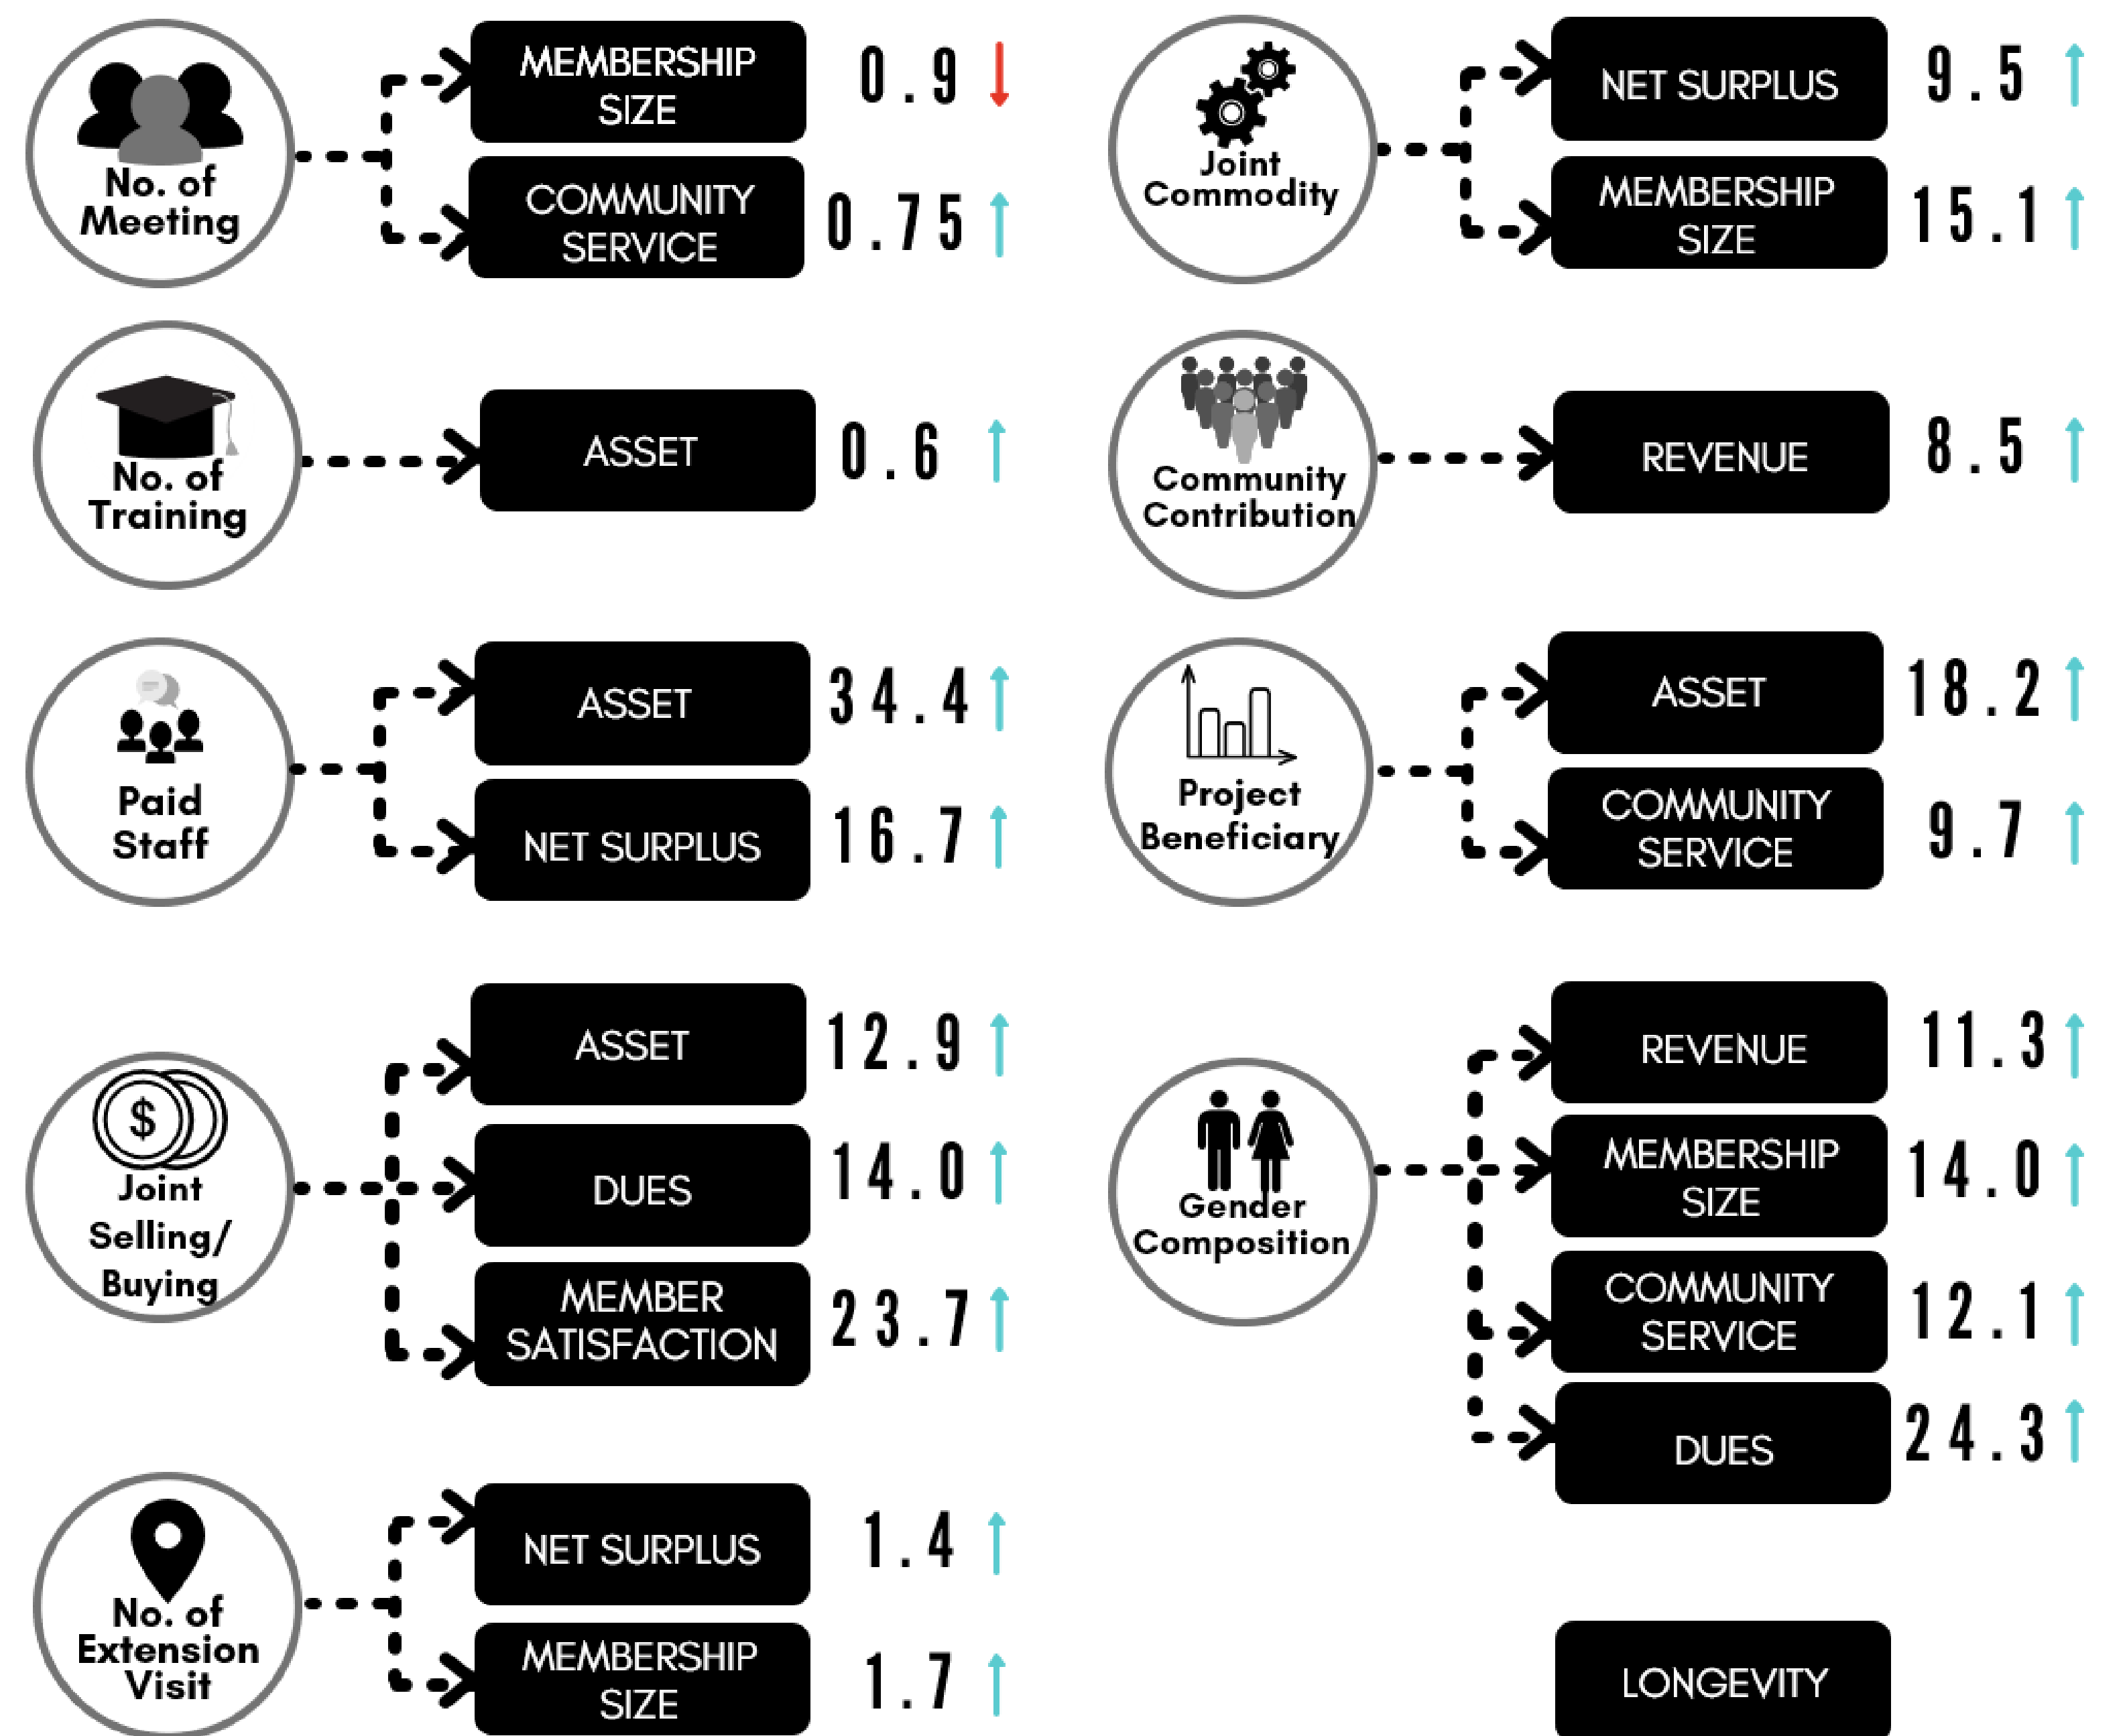 No. of
Meeting
MEMBERSHIP
SIZE
0.9
COMMUNITY
SERVICE
0.75
No. of
Training
ASSET
0.6
Paid
Staff
ASSET
34.4
NET SURPLUS
16.7
$
Joint
Selling/
Buying
ASSET
12.9
DUES
14.0
MEMBER
SATISFACTION
23.7
No. of
Extension
Visit
NET SURPLUS
1.4
MEMBERSHIP
SIZE
1.7
Joint
Commodity
NET SURPLUS
9.5
MEMBERSHIP
SIZE
15.1
Community
Contribution
REVENUE
8.5
Project
Beneficiary
ASSET
18.2
COMMUNITY
SERVICE
9.7
Gender
Composition
REVENUE
11.3
MEMBERSHIP
SIZE
14.0
COMMUNITY
SERVICE
12.1
DUES
24.3
LONGEVITY